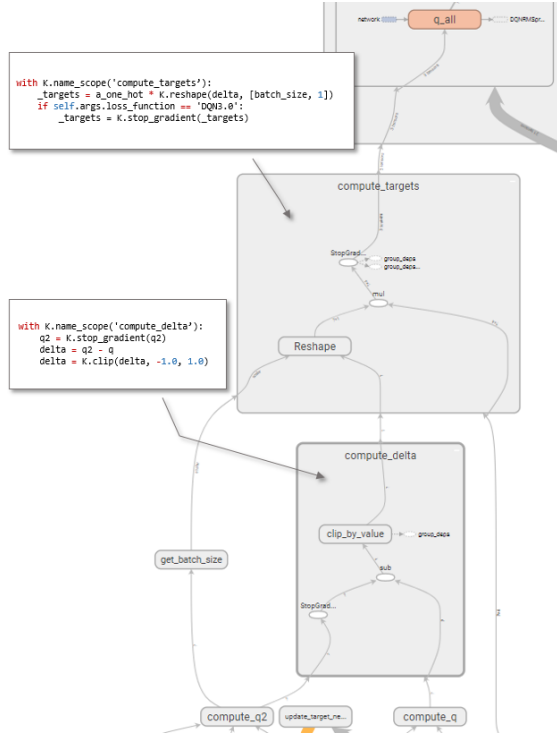 network
q_all
DQNRMSpr...
with K.name_scope('compute_targets'):
_targets = a_one_hot * K.reshape(delta, [batch_size, 1])
if self.args.loss_function == 'DQN3.0':
_targets = K.stop_gradient(_targets)
compute_targets
StopGrad...
group_deps
group_deps...
mul
Reshape
with K.name_scope('compute_delta'):
q2 = K.stop_gradient(q2)
delta = q2 - q
delta = K.clip(delta, -1.0, 1.0)
compute_delta
clip_by_value
group_deps
get_batch_size
sub
StopGrad...
compute_q2
update_target_ne...
compute_q